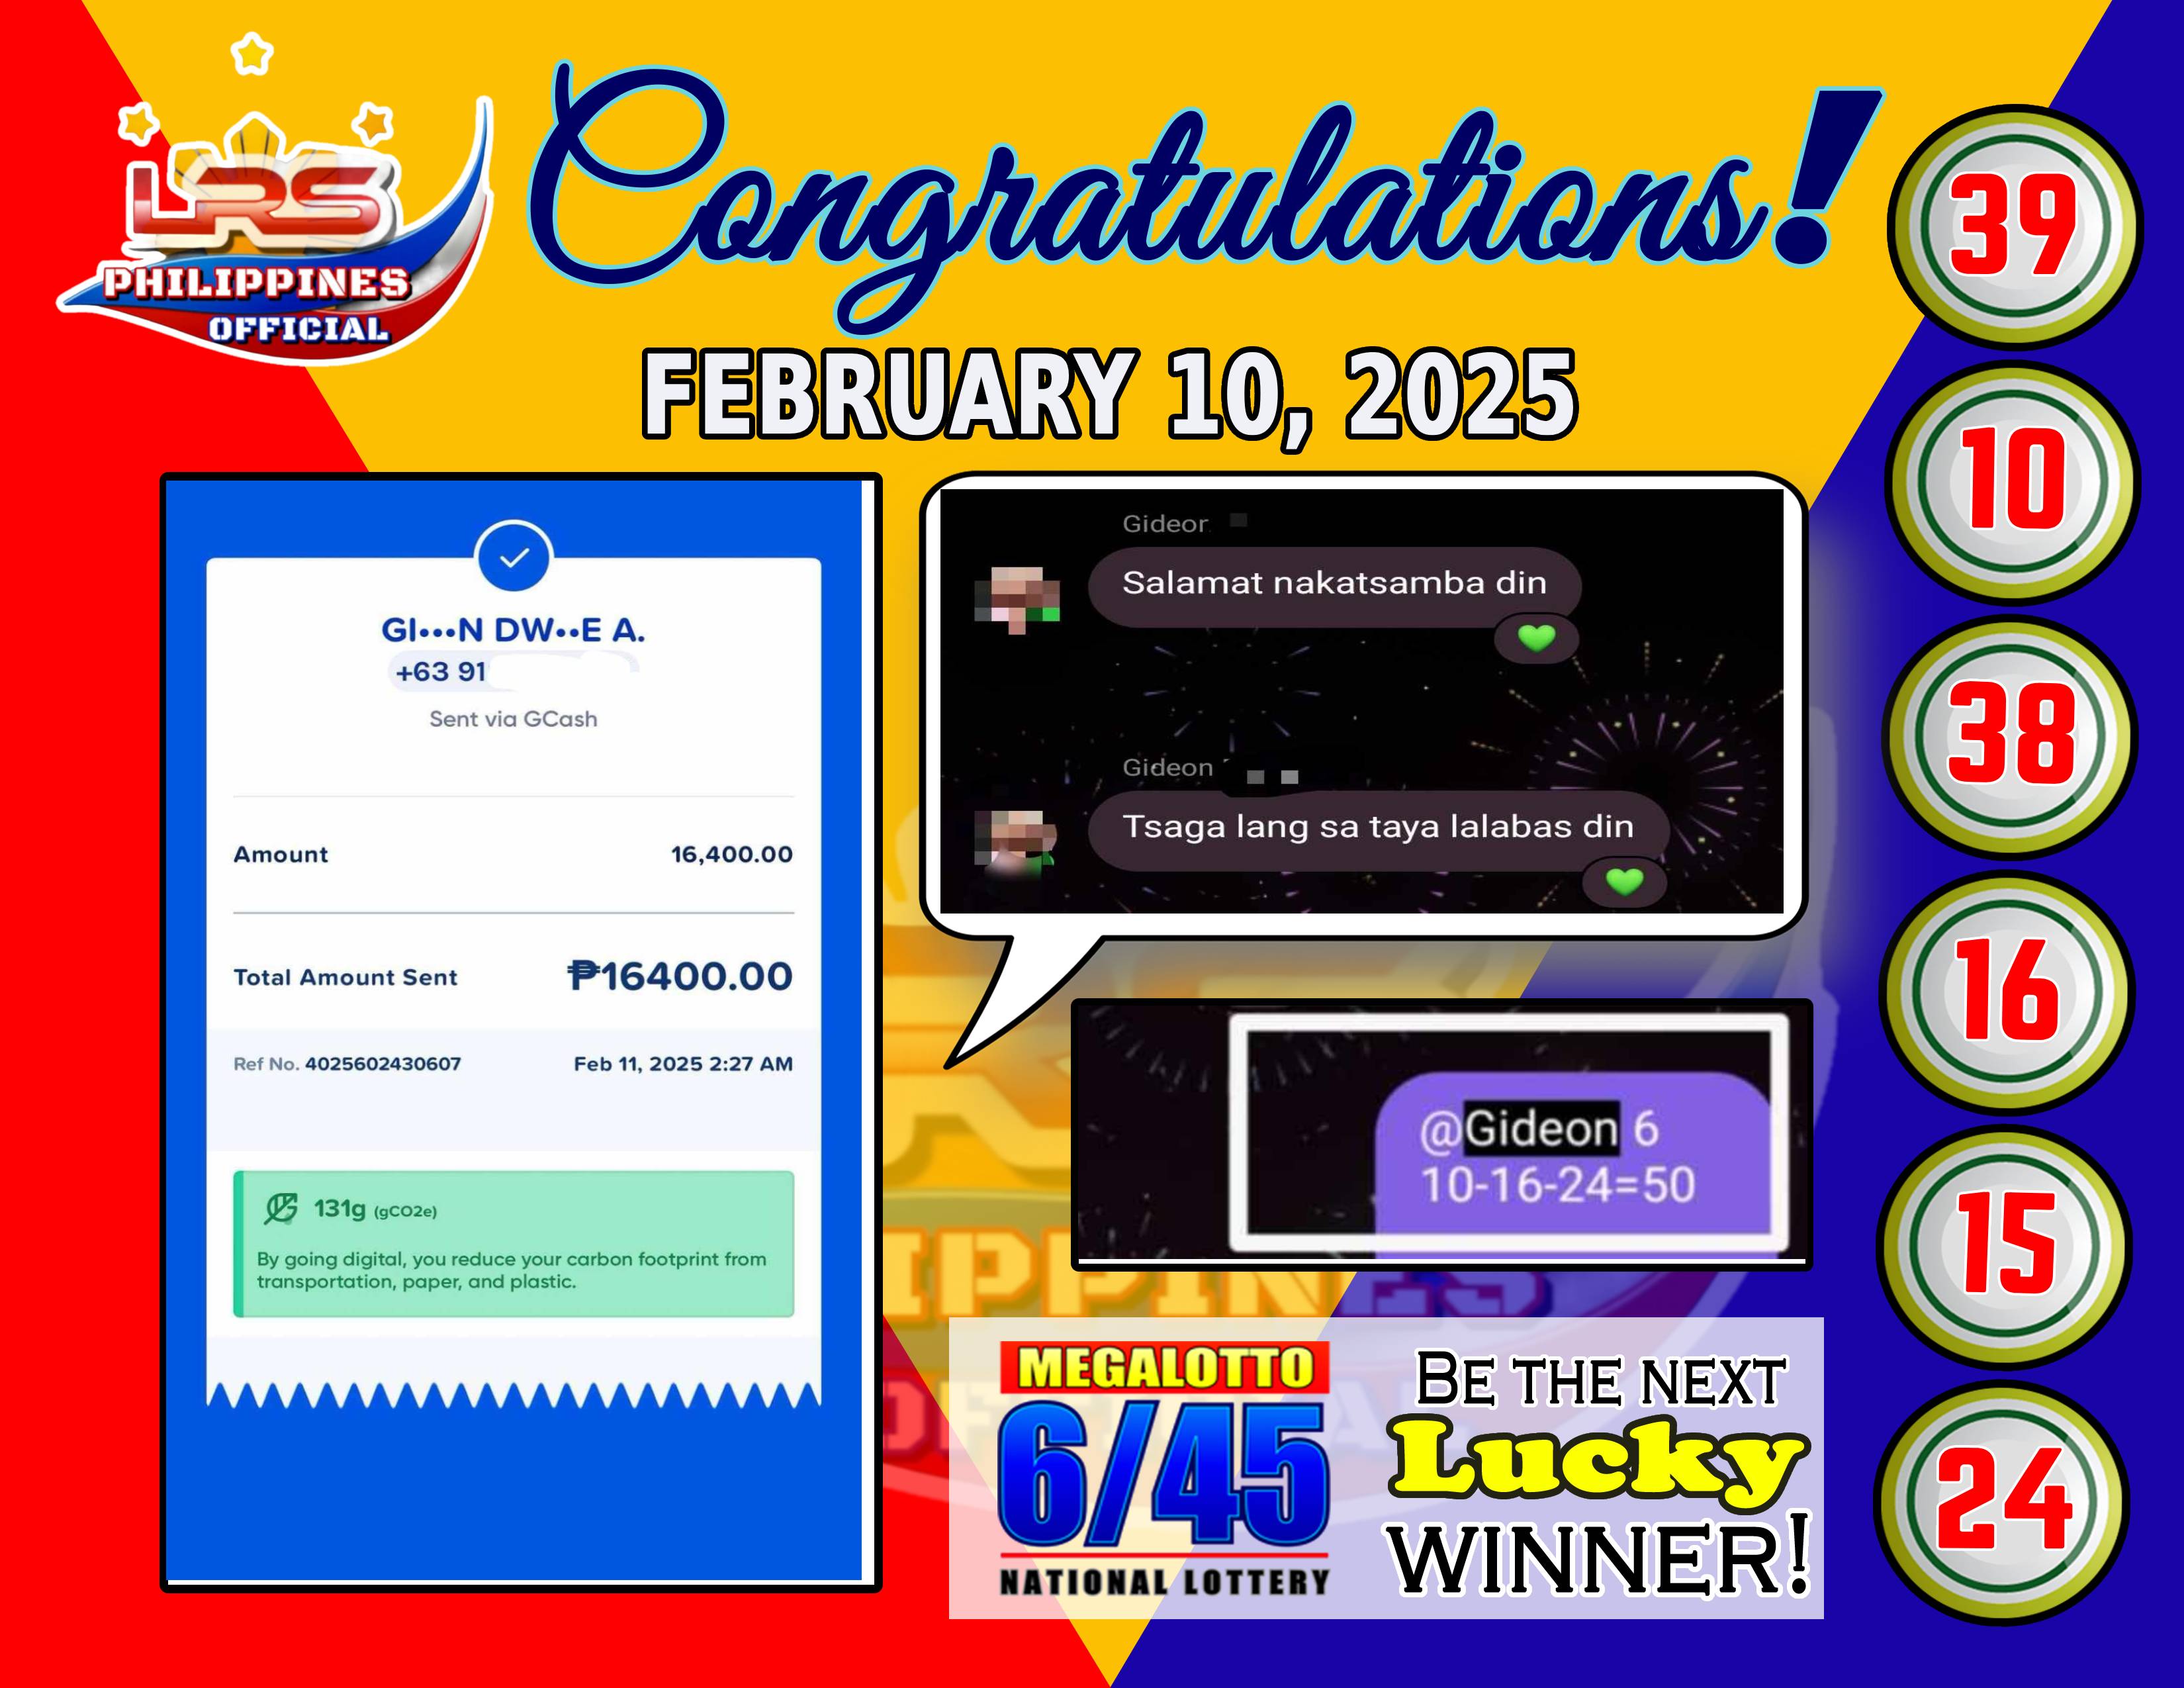 LRS
PHILIPPINES
OFFICIAL
Congratulations!
FEBRUARY 10, 2025
GI•••N DW••E A.
+63 91
Sent via GCash
Amount 16,400.00
Total Amount Sent ₱16400.00
Ref No. 4025602430607 Feb 11, 2025 2:27 AM
131g (gCO2e)
By going digital, you reduce your carbon footprint from
transportation, paper, and plastic.
Gideon
Salamat nakatsamba din
Gideon
Tsaga lang sa taya lalabas din
@Gideon 6
10-16-24=50
MEGALOTTO
6/45
NATIONAL LOTTERY
BE THE NEXT
Lucky
WINNER!
39
10
38
16
15
24